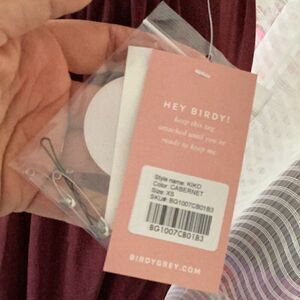 HEY BIRDY!
keep this tag
attached until you're
ready to keep me.
Style name: KIKO
Color: CABERNET
Size: XS
SKU#: BG1007CB01B3
BG1007CB01B3
BIRDYGREY.COM